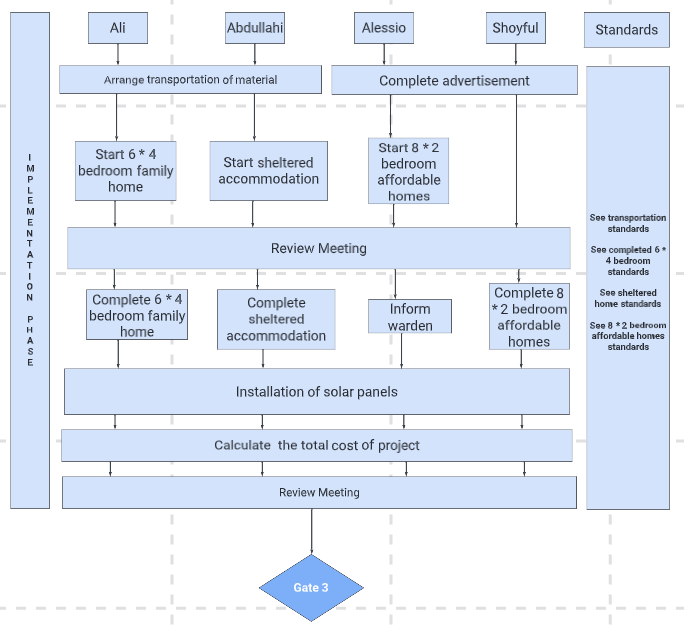 Ali
Abdullahi
Alessio
Shoyful
Standards
Arrange transportation of material
Complete advertisement
IMPLEMENTATION PHASE
Start 6 * 4
bedroom family
home
Start sheltered
accommodation
Start 8 * 2
bedroom
affordable
homes
See transportation
standards
See completed 6 *
4 bedroom
standards
See sheltered
home standards
See 8 * 2 bedroom
affordable homes
standards
Review Meeting
Complete 6 * 4
bedroom family
home
Complete
sheltered
accommodation
Inform
warden
Complete 8
* 2 bedroom
affordable
homes
Installation of solar panels
Calculate the total cost of project
Review Meeting
Gate 3